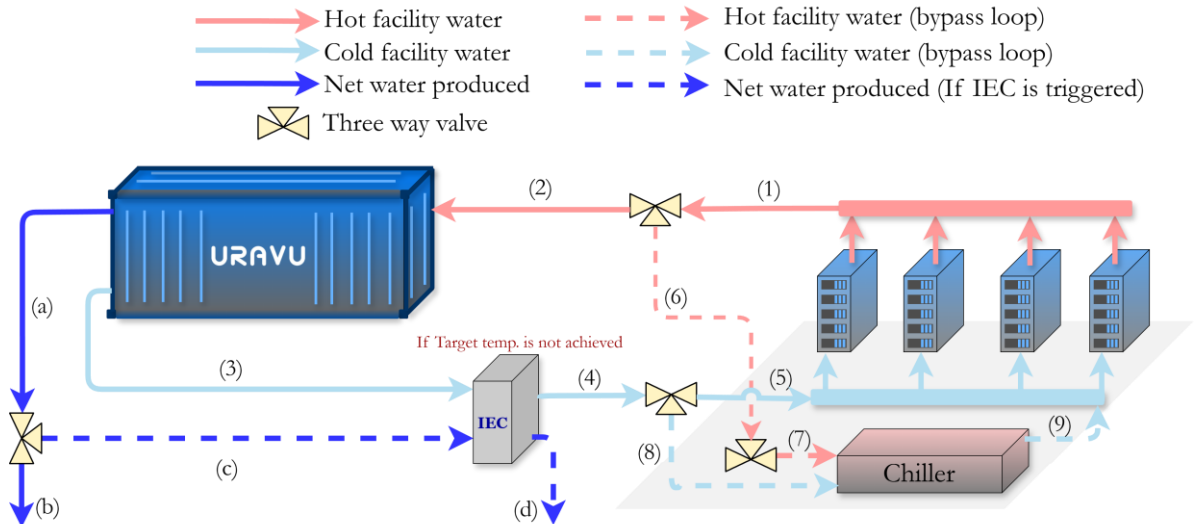 Hot facility water
Hot facility water (bypass loop)
Cold facility water
Cold facility water (bypass loop)
Net water produced
Net water produced (If IEC is triggered)
Three way valve
(2)
(1)
URAVU
(a)
(6)
If Target temp. is not achieved
(3)
(4)
(5)
IEC
(8)
(7)
(9)
(c)
Chiller
(b)
(d)